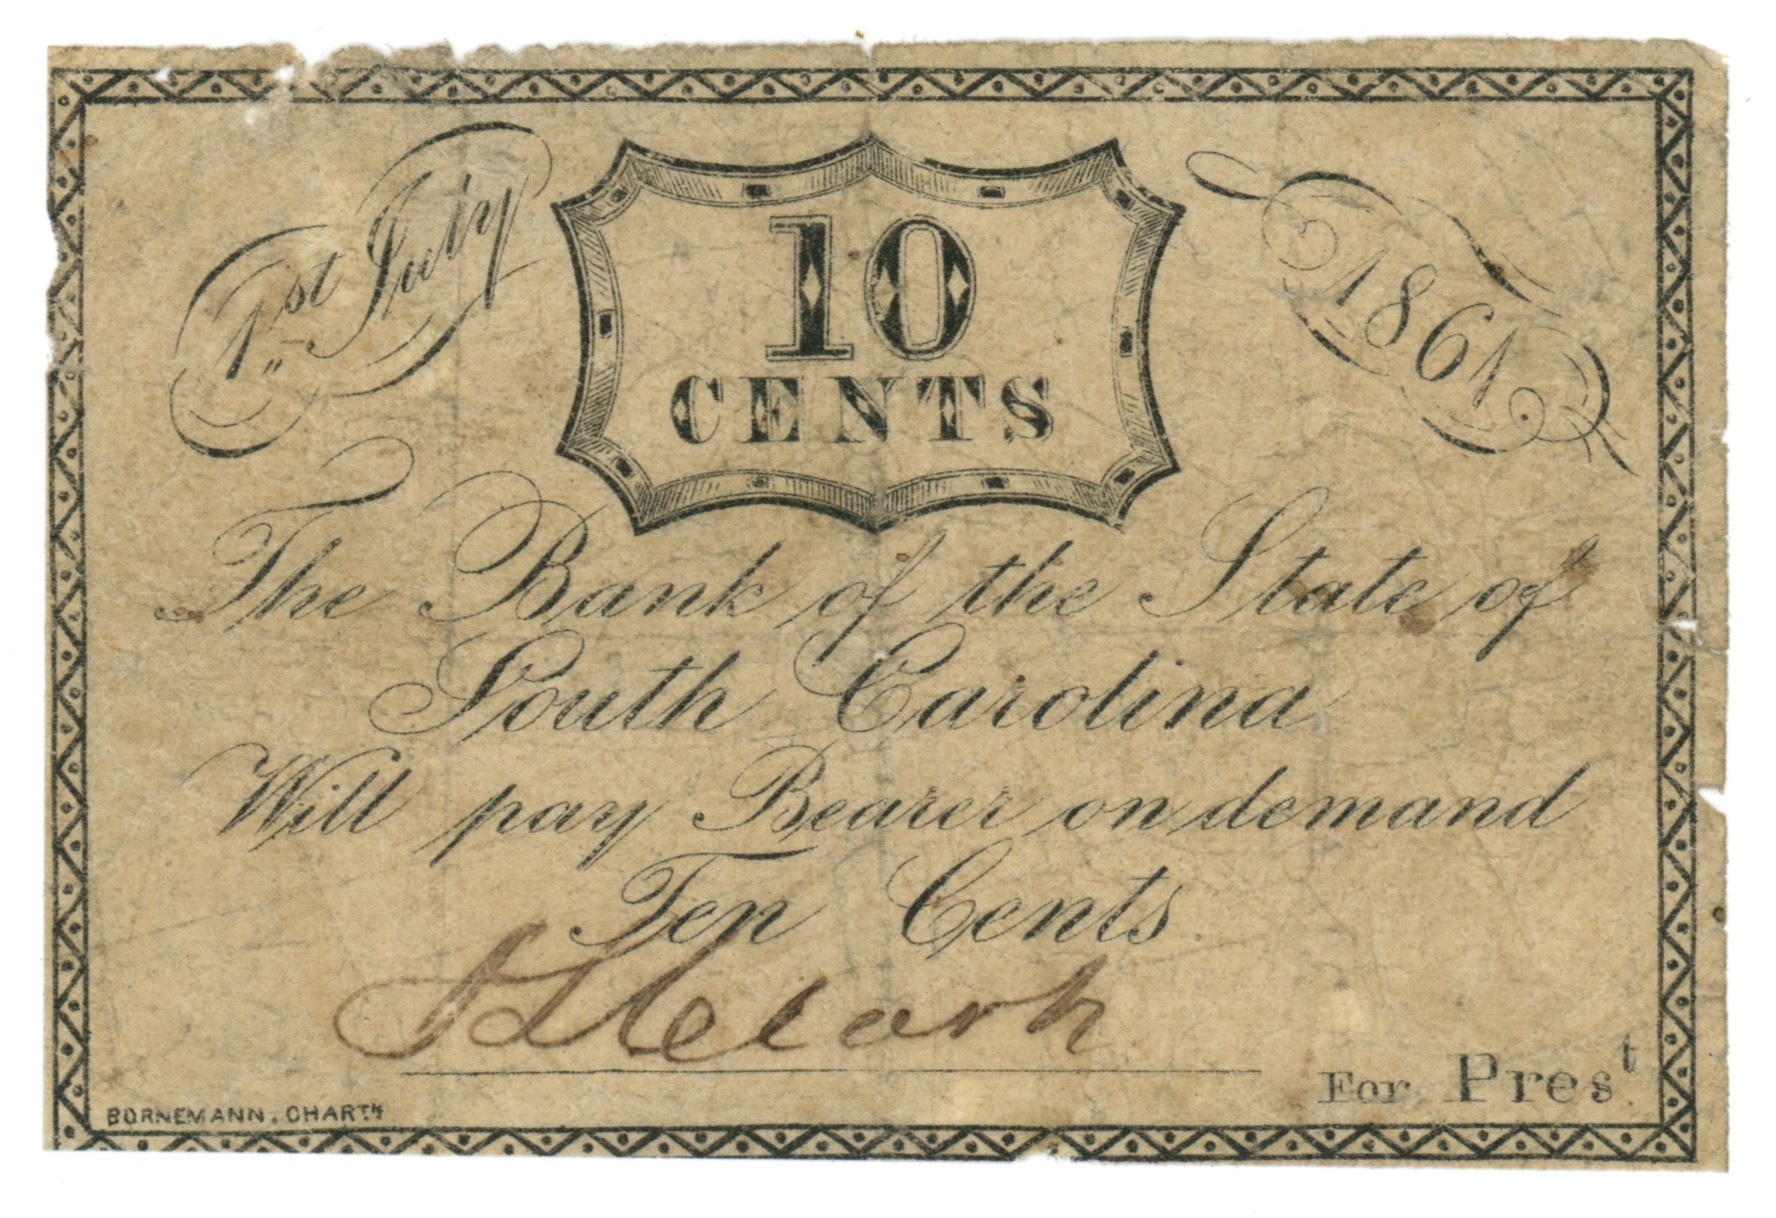 1st July
1861
10
CENTS
The Bank of the State of
South Carolina
Will pay Bearer on demand
Ten Cents
Clark
For Prest.
BORNEMANN. CHARTN